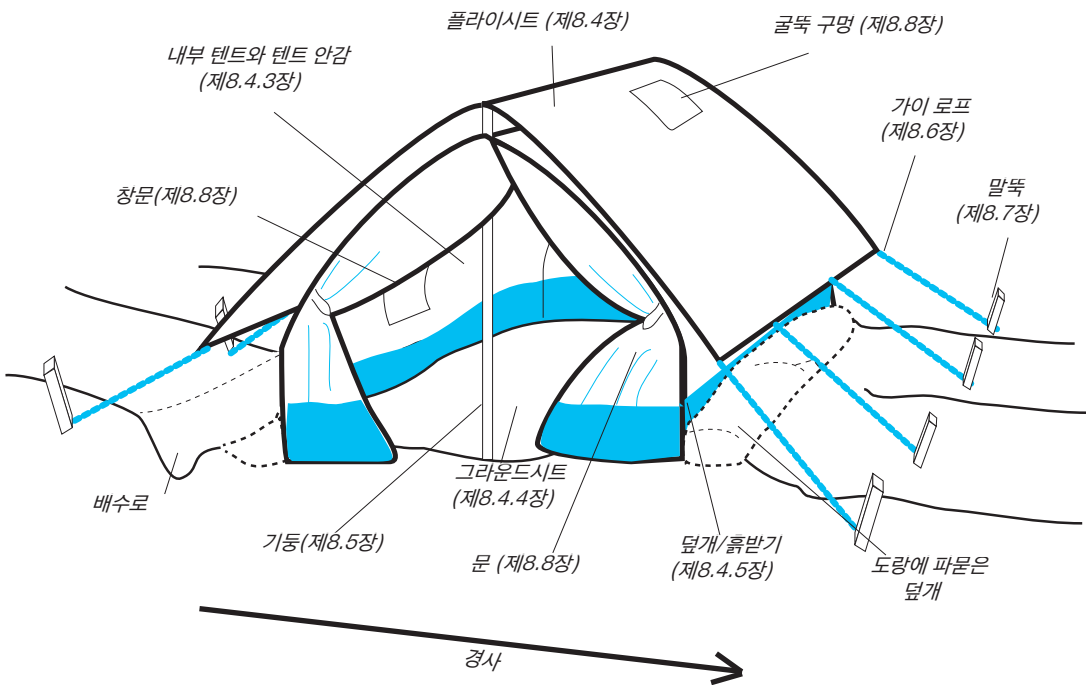 플라이시트 (제8.4장)
굴뚝 구멍 (제8.8장)
내부 텐트와 텐트 안감
(제8.4.3장)
가이 로프
(제8.6장)
창문(제8.8장)
말뚝
(제8.7장)
배수로
그라운드시트
(제8.4.4장)
기둥(제8.5장)
문 (제8.8장)
덮개/흙받기
(제8.4.5장)
도랑에 파묻은
덮개
경사